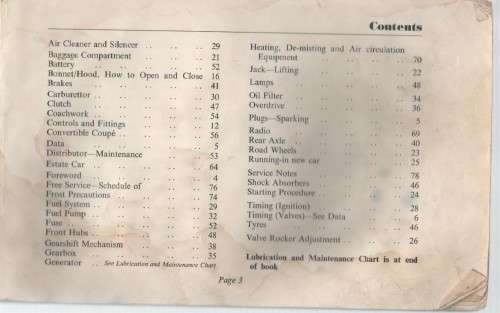 Contents
Air Cleaner and Silencer .. .. .. 29
Baggage Compartment .. .. .. 21
Battery .. .. .. .. 52
Bonnet/Hood, How to Open and Close 16
Brakes .. .. .. .. 41
Carburettor .. .. .. .. 30
Clutch .. .. .. .. 47
Coachwork .. .. .. .. 54
Controls and Fittings .. .. .. 12
Convertible Coupé .. .. .. .. 56
Data .. .. .. .. 5
Distributor—Maintenance .. .. 53
Estate Car .. .. .. .. 64
Foreword .. .. .. .. 4
Free Service—Schedule of .. .. 76
Frost Precautions .. .. .. 74
Fuel System .. .. .. .. 29
Fuel Pump .. .. .. .. 32
Fuse .. .. .. .. 52
Front Hubs .. .. .. .. 48
Gearshift Mechanism .. .. .. 38
Gearbox .. .. .. .. 35
Generator .. See Lubrication and Maintenance Chart
Heating, De-misting and Air circulation
Equipment .. .. .. .. 70
Jack—Lifting .. .. .. .. 22
Lamps .. .. .. .. 48
Oil Filter .. .. .. .. 34
Overdrive .. .. .. .. 36
Plugs—Sparking .. .. .. 5
Radio .. .. .. .. 69
Rear Axle .. .. .. .. 40
Road Wheels .. .. .. .. 23
Running-in new car .. .. .. 25
Service Notes .. .. .. .. 78
Shock Absorbers .. .. .. 46
Starting Procedure .. .. .. 24
Timing (Ignition) .. .. .. 28
Timing (Valves)—See Data .. .. 6
Tyres .. .. .. .. 46
Valve Rocker Adjustment .. .. .. 26
Lubrication and Maintenance Chart is at end
of book
Page 3